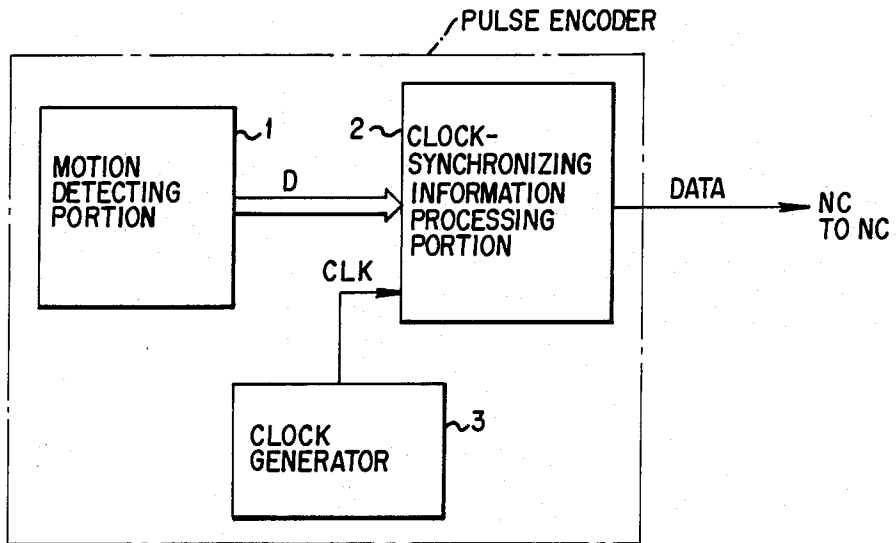 PULSE ENCODER
1
MOTION
DETECTING
PORTION
D
2
CLOCK-
SYNCHRONIZING
INFORMATION
PROCESSING
PORTION
DATA
NC
TO NC
CLK
3
CLOCK
GENERATOR